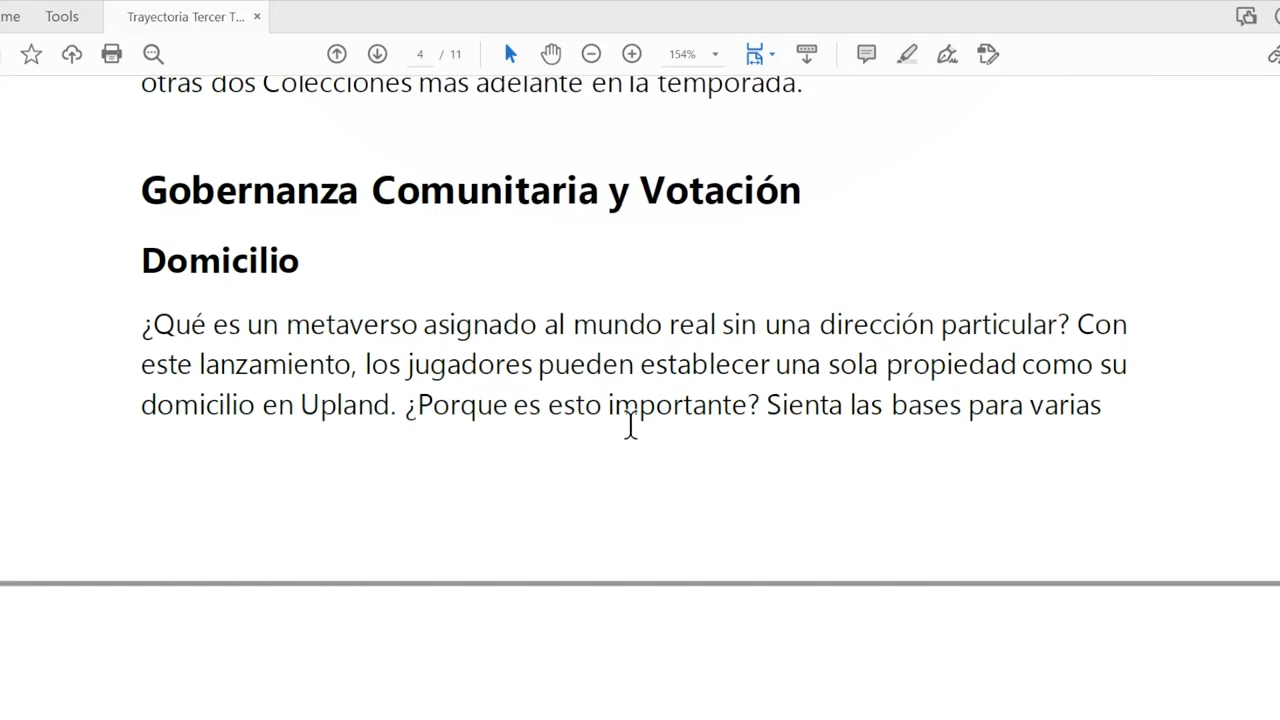 me Tools Trayectoria Tercer T... ×
4 / 11 154%
otras dos Colecciones mas adelante en la temporada.
Gobernanza Comunitaria y Votación
Domicilio
¿Qué es un metaverso asignado al mundo real sin una dirección particular? Con
este lanzamiento, los jugadores pueden establecer una sola propiedad como su
domicilio en Upland. ¿Porque es esto importante? Sienta las bases para varias